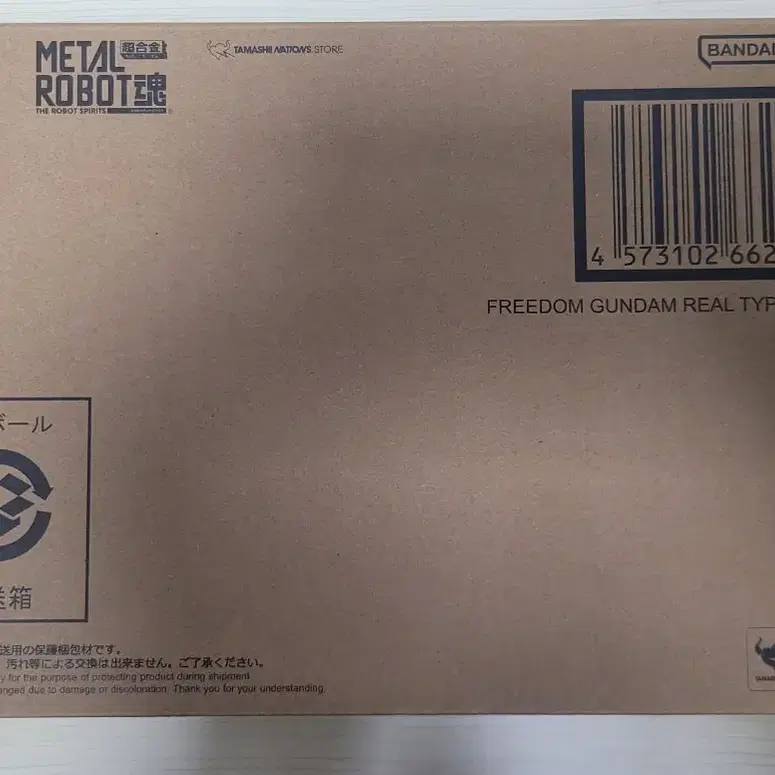 METAL 超合金
ROBOT魂
THE ROBOT SPIRITS
TAMASHII NATIONS STORE
BANDAI
4 573102 662
FREEDOM GUNDAM REAL TYP
ボール
送箱
送用の保護梱包材です。
汚れ等による交換は出来ません。ご了承ください。
y for the purpose of protecting product during shipment
anged due to damage or discoloration. Thank you for your understanding.
TAMAS